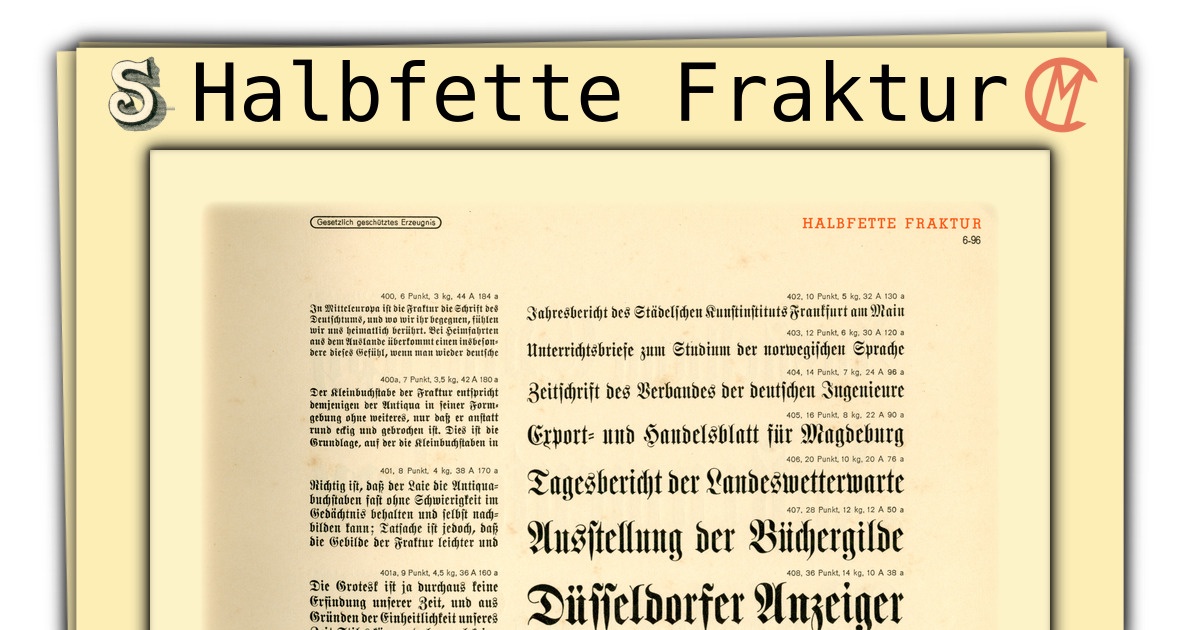 Halbfette Fraktur
Gesetzlich geschütztes Erzeugnis
HALBFETTE FRAKTUR
6-96
400, 6 Punkt, 3 kg, 44 A 184 a
In Mitteleuropa ist die Fraktur die Schrift des
Deutschtums, und wo wir ihr begegnen, fühlen
wir uns heimatlich berührt. Bei Heimfahrten
aus dem Auslande überkommt einen insbeson-
dere dieses Gefühl, wenn man wieder deutsche
400a, 7 Punkt, 3,5 kg, 42 A 180 a
Der Kleinbuchstabe der Fraktur entspricht
demjenigen der Antiqua in seiner Form-
gebung ohne weiteres, nur daß er anstatt
rund eckig und gebrochen ist. Dies ist die
Grundlage, auf der die Kleinbuchstaben in
401, 8 Punkt, 4 kg, 38 A 170 a
Richtig ist, daß der Laie die Antiqua-
buchstaben fast ohne Schwierigkeit im
Gedächtnis behalten und selbst nach-
bilden kann; Tatsache ist jedoch, daß
die Gebilde der Fraktur leichter und
401a, 9 Punkt, 4,5 kg, 36 A 160 a
Die Grotesk ist ja durchaus keine
Erfindung unserer Zeit, und aus
Gründen der Einheitlichkeit unseres
402, 10 Punkt, 5 kg, 32 A 130 a
Jahresbericht des Städelschen Kunstinstituts Frankfurt am Main
403, 12 Punkt, 6 kg, 30 A 120 a
Unterrichtsbriefe zum Studium der norwegischen Sprache
404, 14 Punkt, 7 kg, 24 A 96 a
Zeitschrift des Verbandes der deutschen Ingenieure
405, 16 Punkt, 8 kg, 22 A 90 a
Export- und Handelsblatt für Magdeburg
406, 20 Punkt, 10 kg, 20 A 76 a
Tagesbericht der Landeswetterwarte
407, 28 Punkt, 12 kg, 12 A 50 a
Ausstellung der Büchergilde
408, 36 Punkt, 14 kg, 10 A 38 a
Düsseldorfer Anzeiger